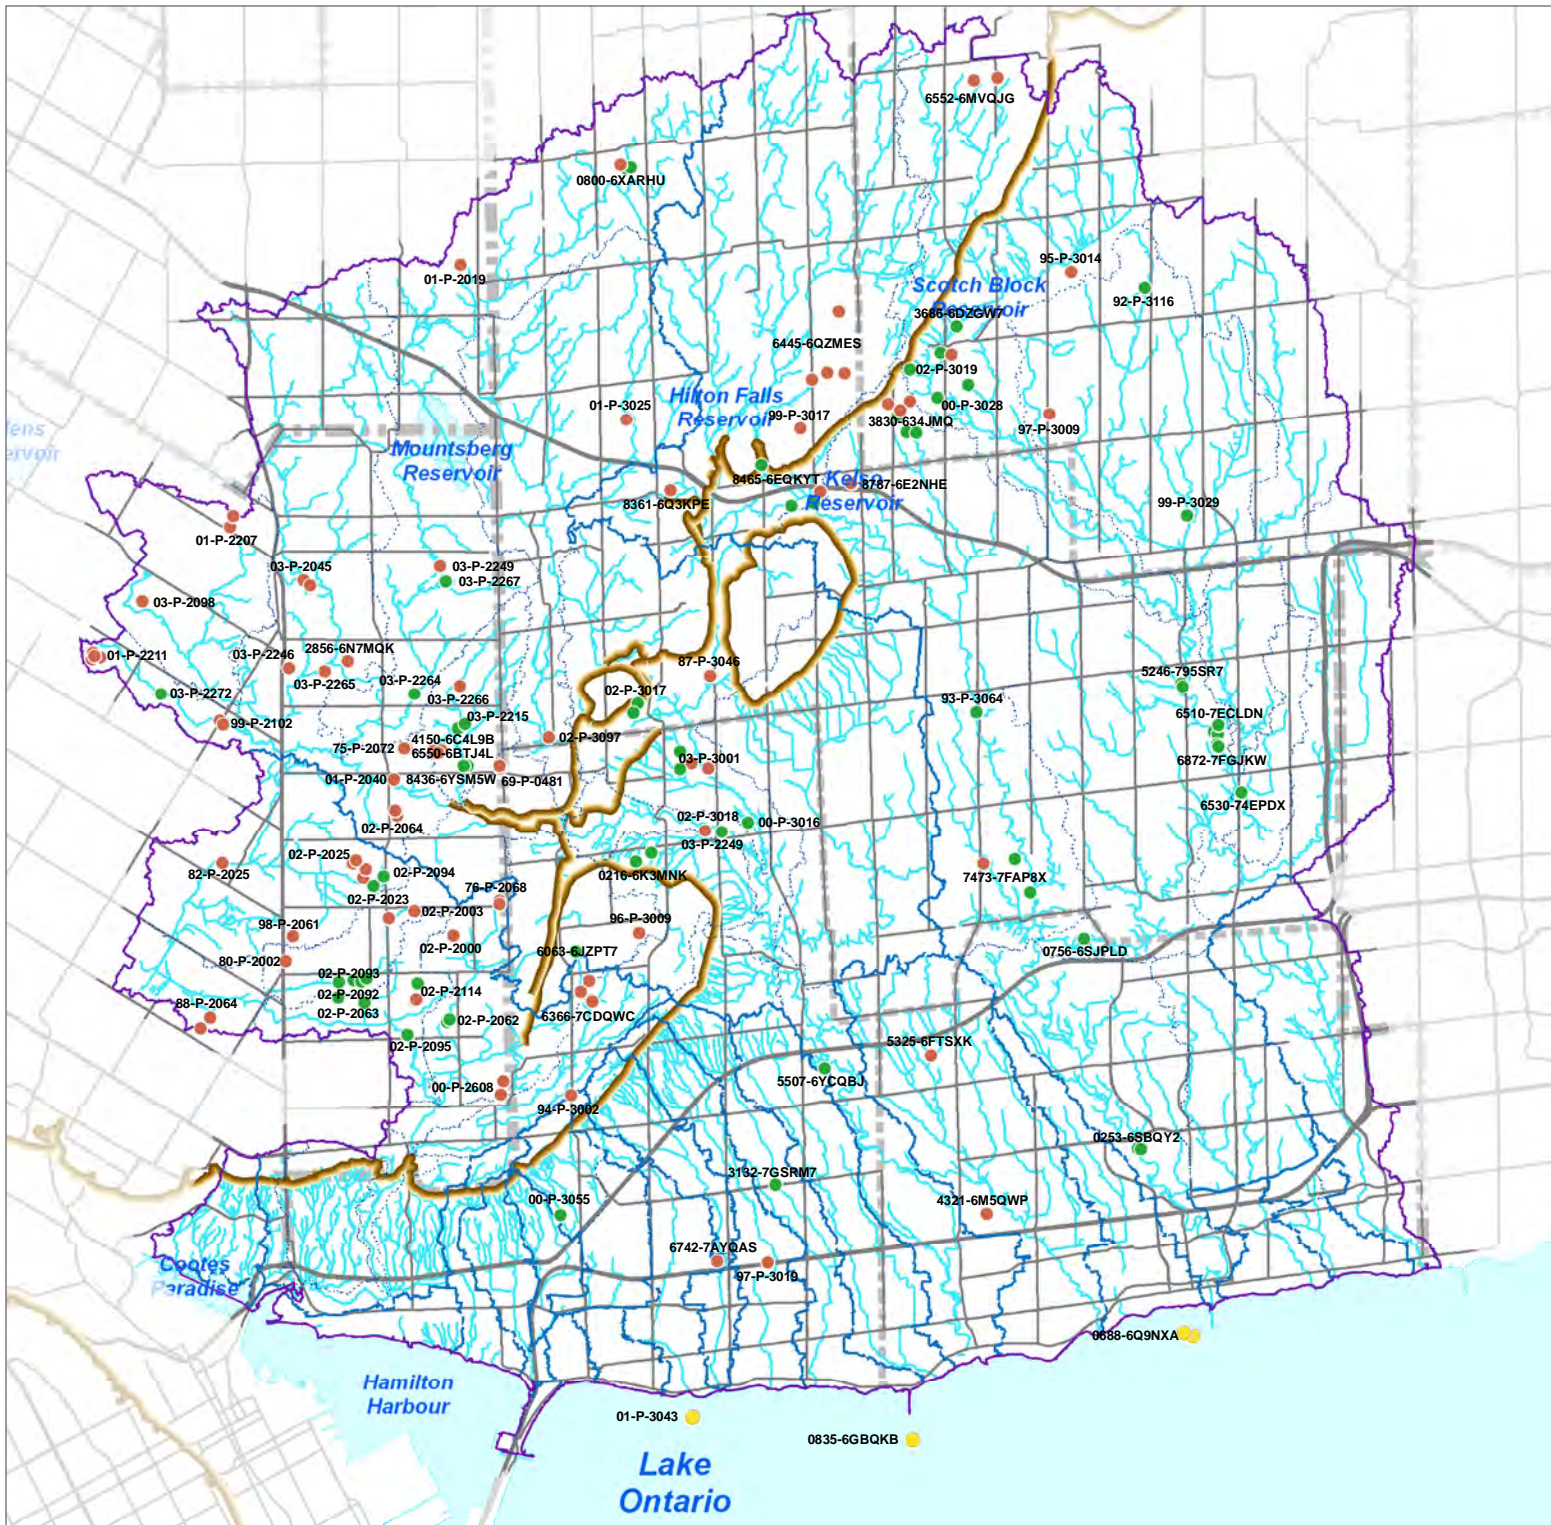 6552-6MVQJG
0800-6XARHU
01-P-2019
95-P-3014
92-P-3116
Scotch Block
Reservoir
3686-6DZGW7
6445-6QZMES
02-P-3019
Hilton Falls
Reservoir
01-P-3025
99-P-3017
00-P-3028
3830-634JMQ
97-P-3009
Mountsberg
Reservoir
8465-6EQKYT
Kelso
Reservoir
8787-6E2NHE
8361-6Q3KPE
99-P-3029
01-P-2207
03-P-2045
03-P-2249
03-P-2267
03-P-2098
01-P-2211
03-P-2246
2856-6N7MQK
03-P-2265
03-P-2264
03-P-2266
03-P-2272
99-P-2102
03-P-2215
4150-6C4L9B
75-P-2072
6550-6BTJ4L
01-P-2040
8436-6YSM5W
69-P-0481
02-P-3097
02-P-3017
87-P-3046
93-P-3064
5246-795SR7
6510-7ECLDN
6872-7FGJKW
6530-74EPDX
03-P-3001
02-P-2064
02-P-3018
00-P-3016
03-P-2249
02-P-2025
82-P-2025
02-P-2094
0216-6K3MNK
7473-7FAP8X
02-P-2023
76-P-2068
02-P-2003
98-P-2061
96-P-3009
02-P-2000
80-P-2002
6063-6JZPT7
0756-6SJPLD
02-P-2093
02-P-2092
02-P-2114
88-P-2064
02-P-2063
02-P-2062
6366-7CDQWC
02-P-2095
5325-6FTSXK
5507-6YCQBJ
00-P-2608
94-P-3002
0253-6SBQY2
3132-7GSRM7
00-P-3055
4321-6M5QWP
6742-7AYQAS
97-P-3019
Cootes
Paradise
0688-6Q9NXA
Hamilton
Harbour
01-P-3043
0835-6GBQKB
Lake
Ontario